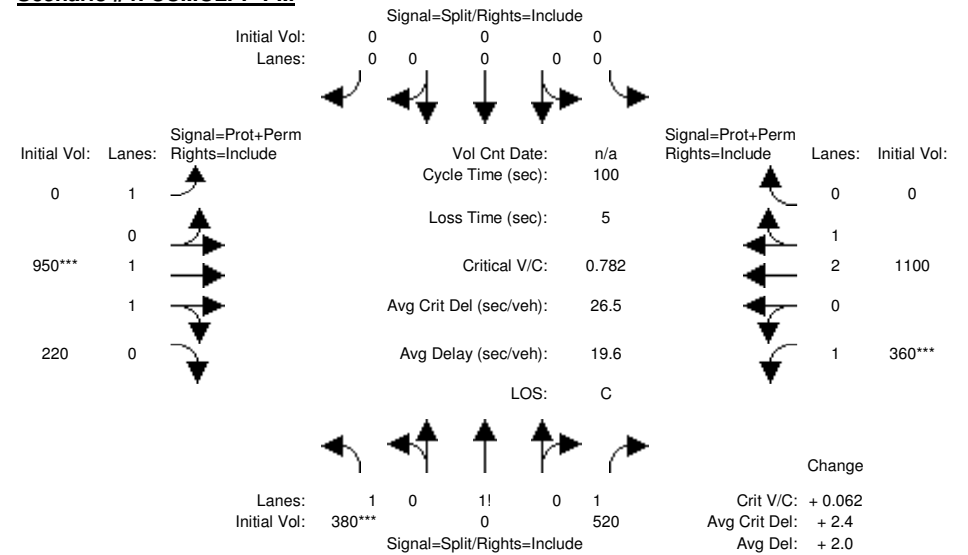 Signal=Split/Rights=Include
Initial Vol: 0 0 0
Lanes: 0 0 0 0 0
Signal=Prot+Perm
Initial Vol: Lanes: Rights=Include
Vol Cnt Date: n/a
Signal=Prot+Perm
Rights=Include Lanes: Initial Vol:
Cycle Time (sec): 100
0 1
0 0
Loss Time (sec): 5
0
1
950*** 1
Critical V/C: 0.782
2 1100
1
Avg Crit Del (sec/veh): 26.5
0
220 0
Avg Delay (sec/veh): 19.6
1 360***
LOS: C
Change
Lanes: 1 0 1! 0 1
Crit V/C: + 0.062
Initial Vol: 380*** 0 520
Avg Crit Del: + 2.4
Signal=Split/Rights=Include
Avg Del: + 2.0